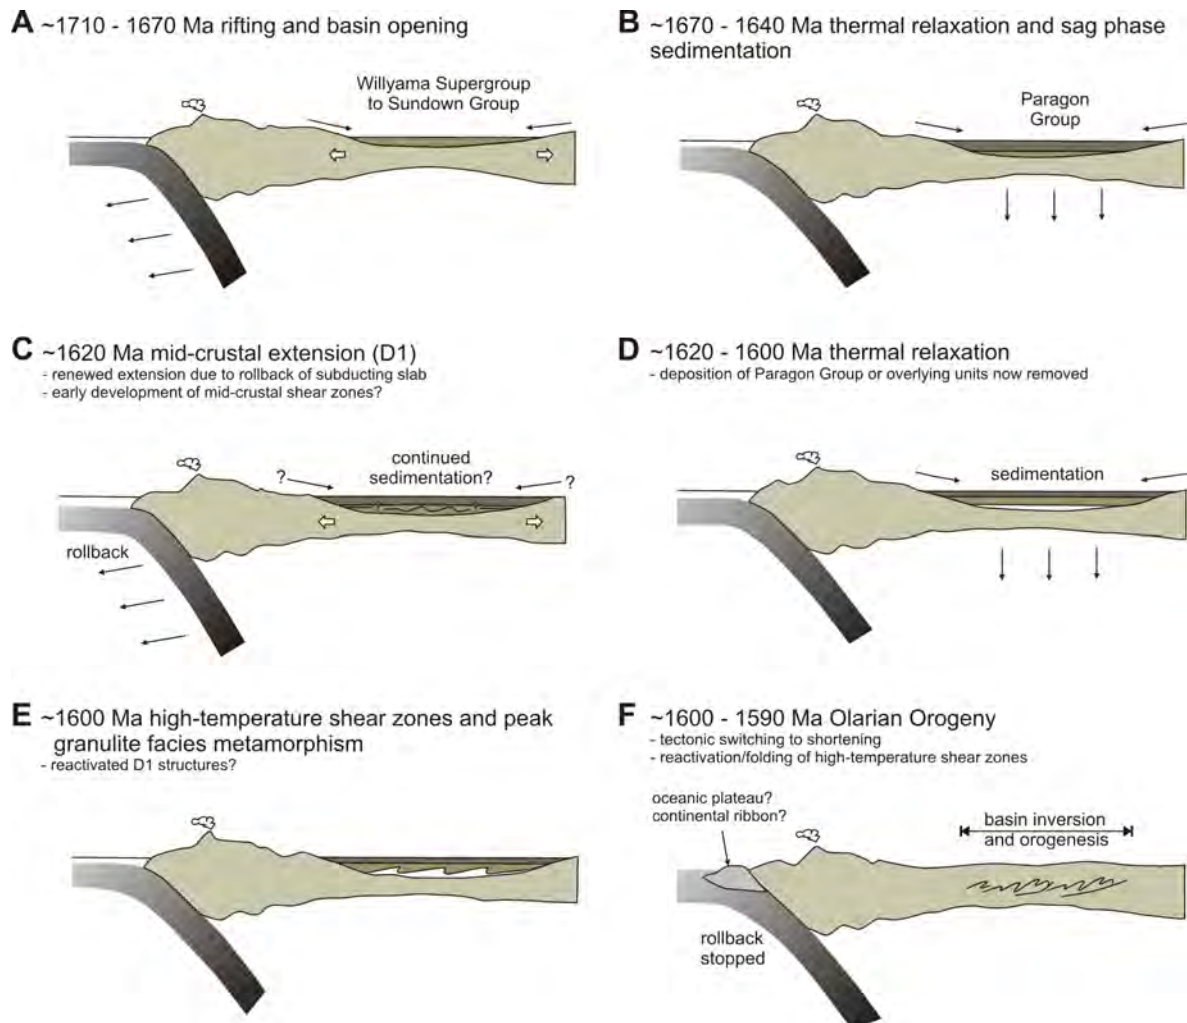 A ~1710 - 1670 Ma rifting and basin opening
Willyama Supergroup
to Sundown Group
B ~1670 - 1640 Ma thermal relaxation and sag phase
sedimentation
Paragon
Group
C ~1620 Ma mid-crustal extension (D1)
- renewed extension due to rollback of subducting slab
- early development of mid-crustal shear zones?
?
continued
sedimentation?
?
rollback
D ~1620 - 1600 Ma thermal relaxation
- deposition of Paragon Group or overlying units now removed
sedimentation
E ~1600 Ma high-temperature shear zones and peak
granulite facies metamorphism
- reactivated D1 structures?
F ~1600 - 1590 Ma Olarian Orogeny
- tectonic switching to shortening
- reactivation/folding of high-temperature shear zones
oceanic plateau?
continental ribbon?
basin inversion
and orogenesis
rollback
stopped